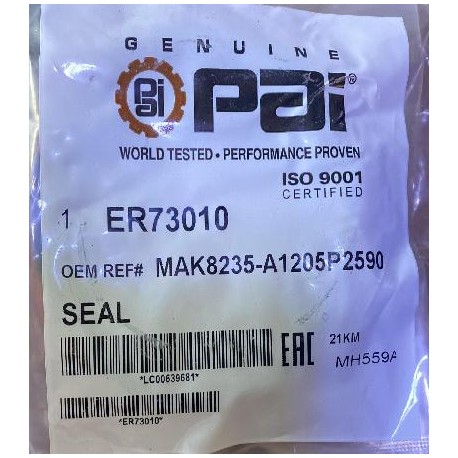 GENUINE
pai®
WORLD TESTED • PERFORMANCE PROVEN
ISO 9001
CERTIFIED
1 ER73010
OEM REF# MAK8235-A1205P2590
SEAL
EAC 21KM
MH559A
*LC00639681*
*ER73010*